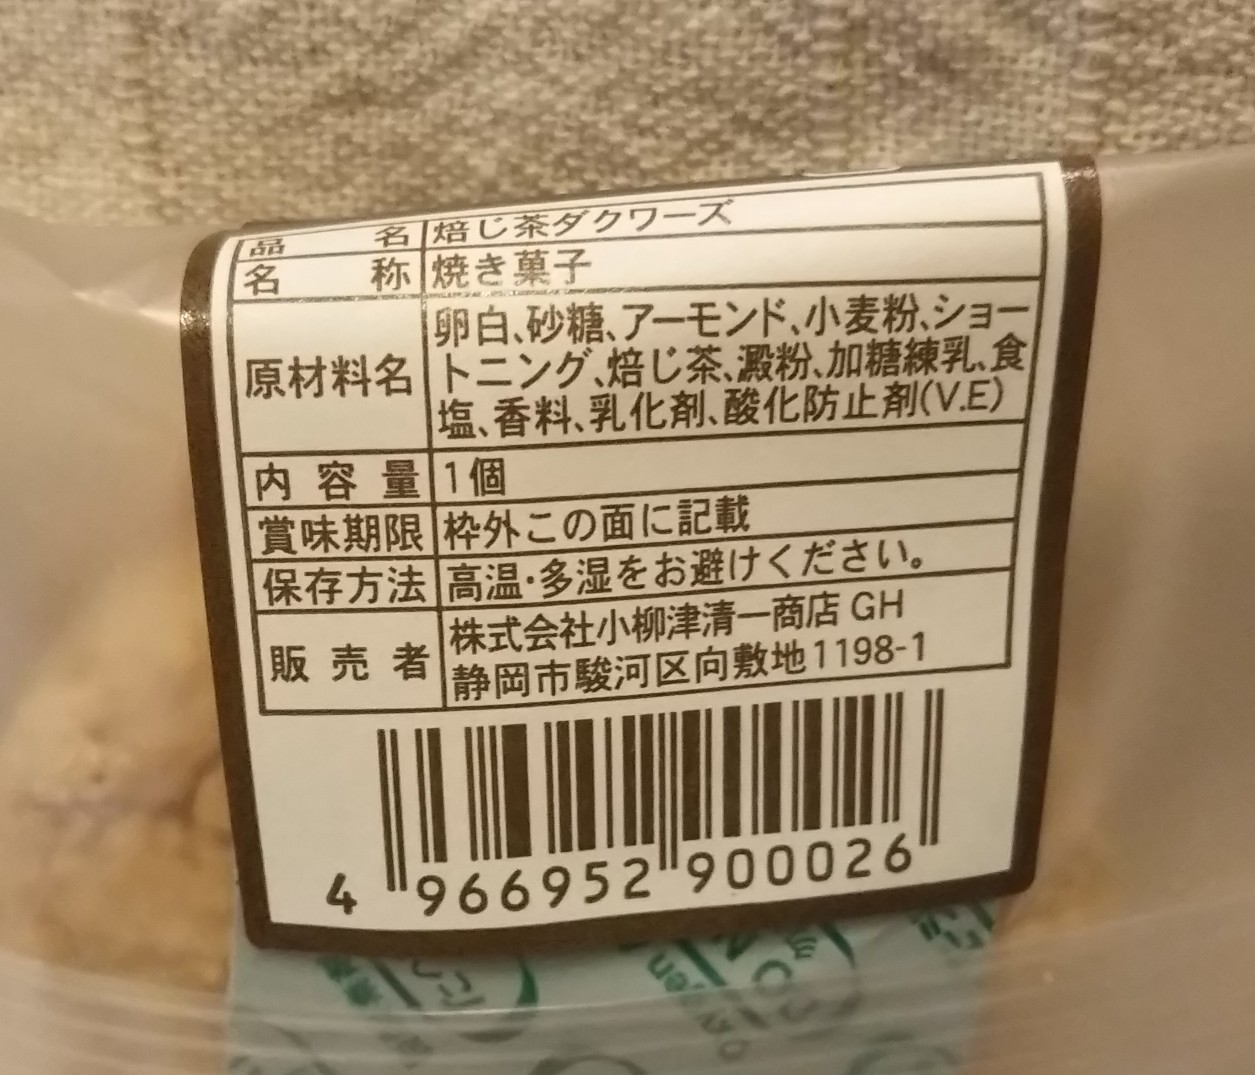 品名 焙じ茶ダクワーズ
名称 焼き菓子
原材料名 卵白、砂糖、アーモンド、小麦粉、ショー
トニング、焙じ茶、澱粉、加糖練乳、食
塩、香料、乳化剤、酸化防止剤(V.E)
内容量 1個
賞味期限 枠外この面に記載
保存方法 高温・多湿をお避けください。
販売者 株式会社小柳津清一商店 GH
静岡市駿河区向敷地1198-1
4 966952 900026